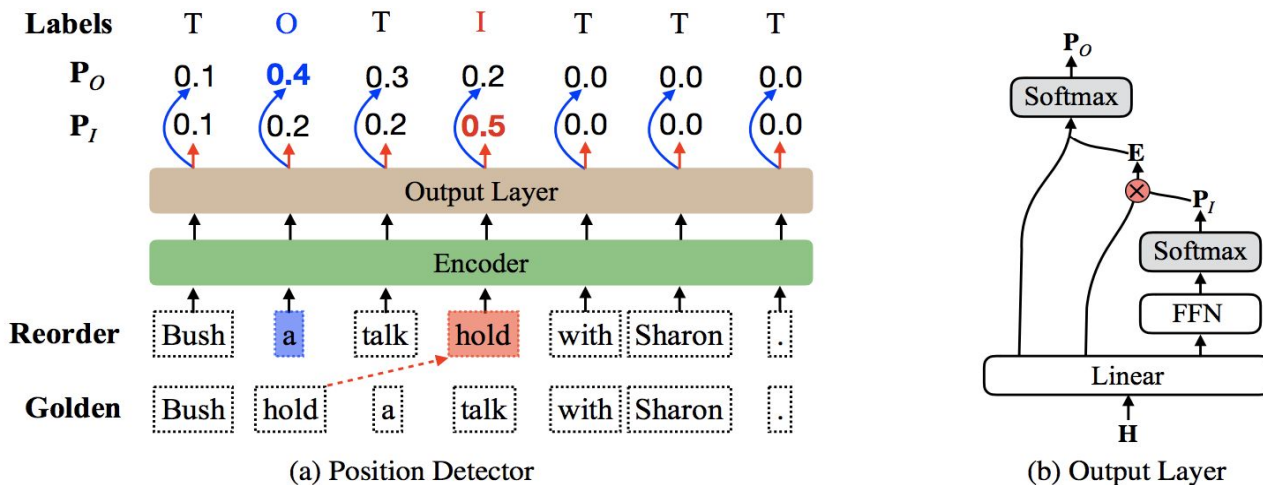 Labels T O T I T T T
P_O 0.1 0.4 0.3 0.2 0.0 0.0 0.0
P_I 0.1 0.2 0.2 0.5 0.0 0.0 0.0
Output Layer
Encoder
Reorder Bush a talk hold with Sharon .
Golden Bush hold a talk with Sharon .
(a) Position Detector
P_O
Softmax
E
P_I
Softmax
FFN
Linear
H
(b) Output Layer